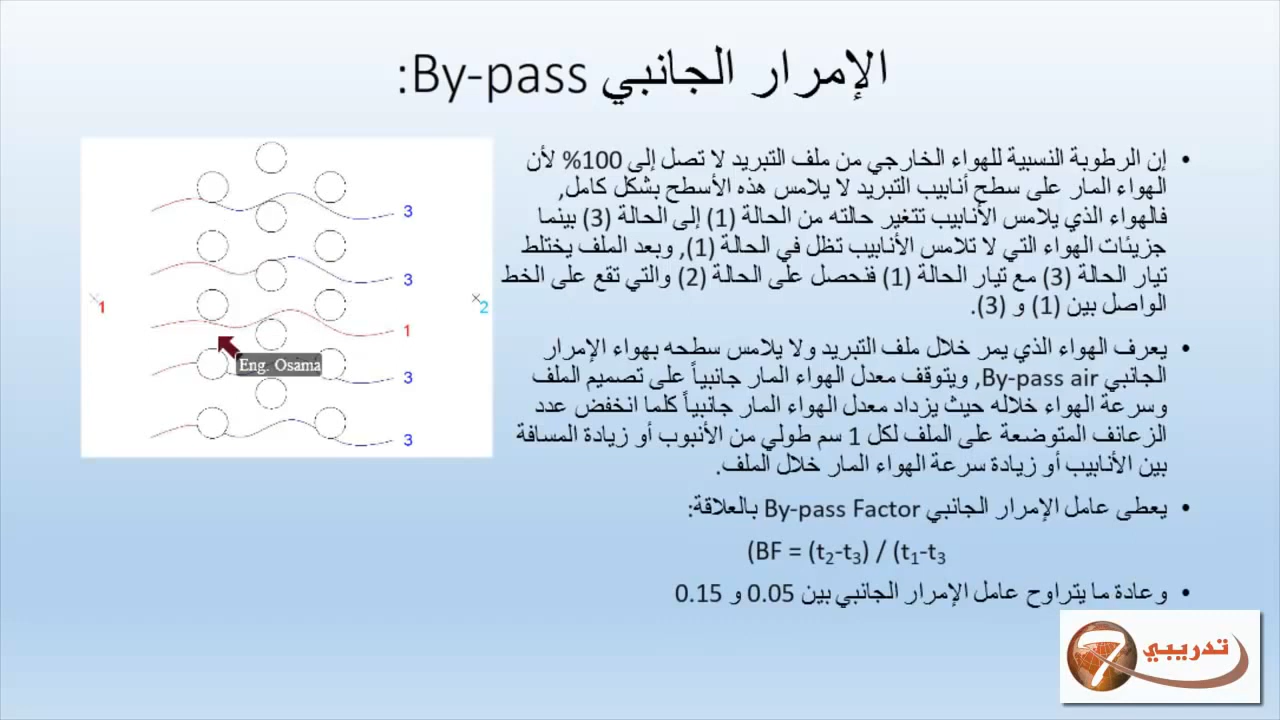 الإمرار الجانبي By-pass:
• إن الرطوبة النسبية للهواء الخارجي من ملف التبريد لا تصل إلى 100% لأن
الهواء المار على سطح أنابيب التبريد لا يلامس هذه الأسطح بشكل كامل,
فالهواء الذي يلامس الأنابيب تتغير حالته من الحالة (1) إلى الحالة (3) بينما
جزيئات الهواء التي لا تلامس الأنابيب تظل في الحالة (1), وبعد الملف يختلط
تيار الحالة (3) مع تيار الحالة (1) فنحصل على الحالة (2) والتي تقع على الخط
الواصل بين (1) و (3).
• يعرف الهواء الذي يمر خلال ملف التبريد ولا يلامس سطحه بهواء الإمرار
الجانبي By-pass air, ويتوقف معدل الهواء المار جانبياً على تصميم الملف
وسرعة الهواء خلاله حيث يزداد معدل الهواء المار جانبياً كلما انخفض عدد
الزعانف المتوضعة على الملف لكل 1 سم طولي من الأنبوب أو زيادة المسافة
بين الأنابيب أو زيادة سرعة الهواء المار خلال الملف.
• يعطى عامل الإمرار الجانبي By-pass Factor بالعلاقة:
(BF = (t₂-t₃) / (t₁-t₃
• وعادة ما يتراوح عامل الإمرار الجانبي بين 0.05 و 0.15
3
3
1
2
1
Eng. Osama
3
3
تدريبي
7